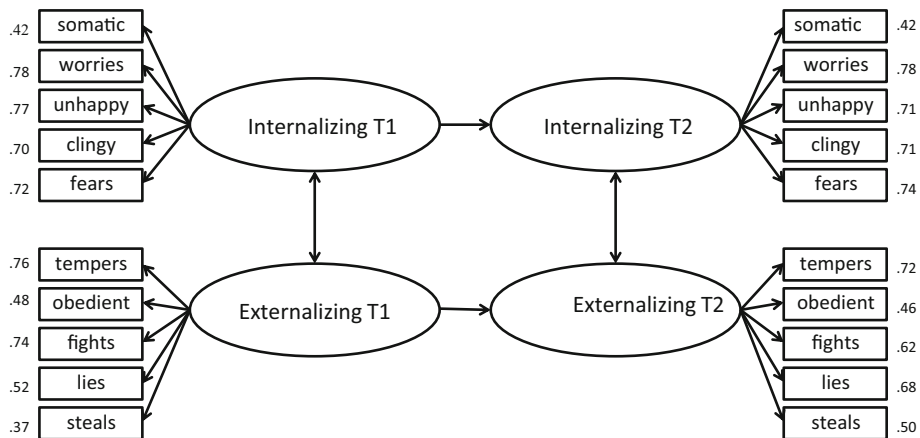 .42 somatic
.78 worries
.77 unhappy
.70 clingy
.72 fears
Internalizing T1
Internalizing T2
somatic .42
worries .78
unhappy .71
clingy .71
fears .74
.76 tempers
.48 obedient
.74 fights
.52 lies
.37 steals
Externalizing T1
Externalizing T2
tempers .72
obedient .46
fights .62
lies .68
steals .50